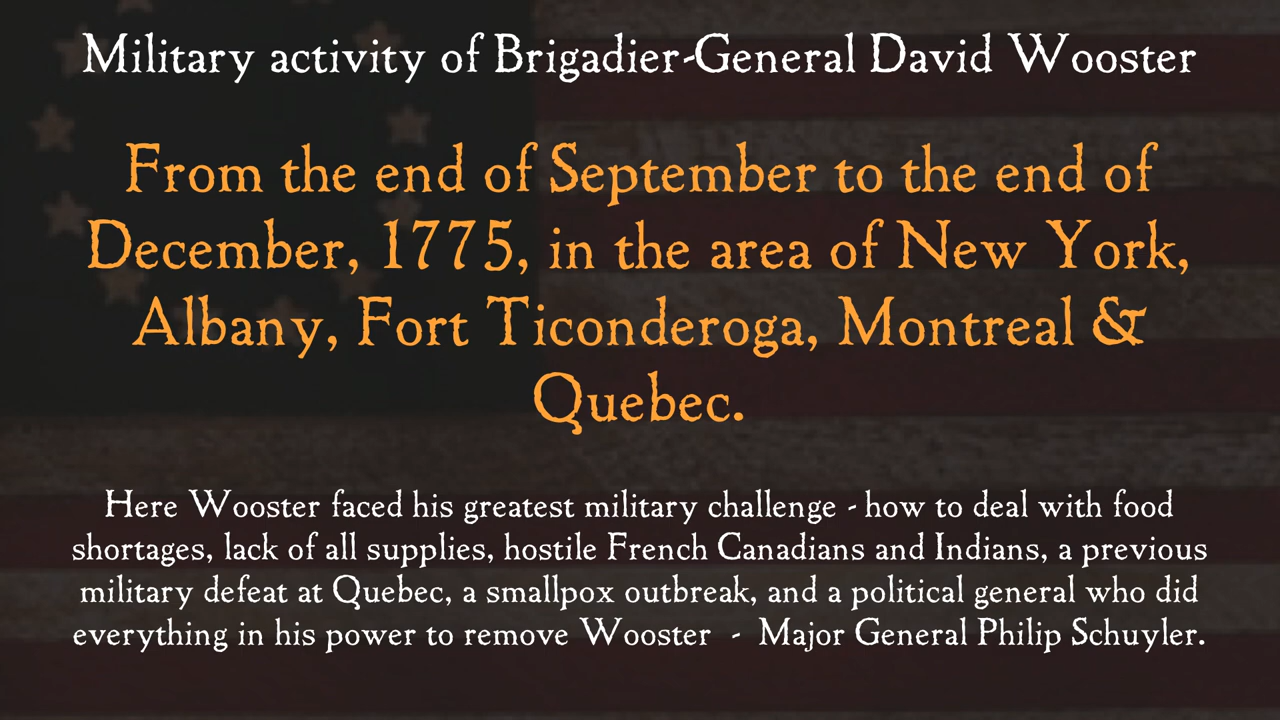 Military activity of Brigadier-General David Wooster
From the end of September to the end of
December, 1775, in the area of New York,
Albany, Fort Ticonderoga, Montreal &
Quebec.
Here Wooster faced his greatest military challenge - how to deal with food
shortages, lack of all supplies, hostile French Canadians and Indians, a previous
military defeat at Quebec, a smallpox outbreak, and a political general who did
everything in his power to remove Wooster - Major General Philip Schuyler.